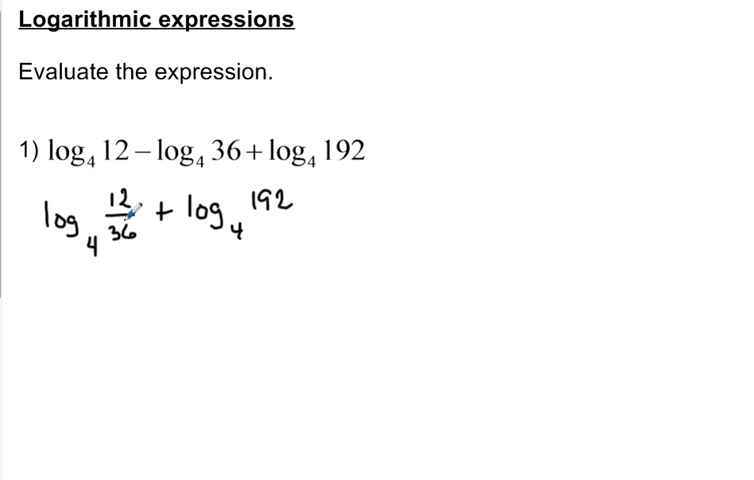 Logarithmic expressions
Evaluate the expression.
1) log₄ 12 – log₄ 36 + log₄ 192
log₄ 12/36 + log₄ 192